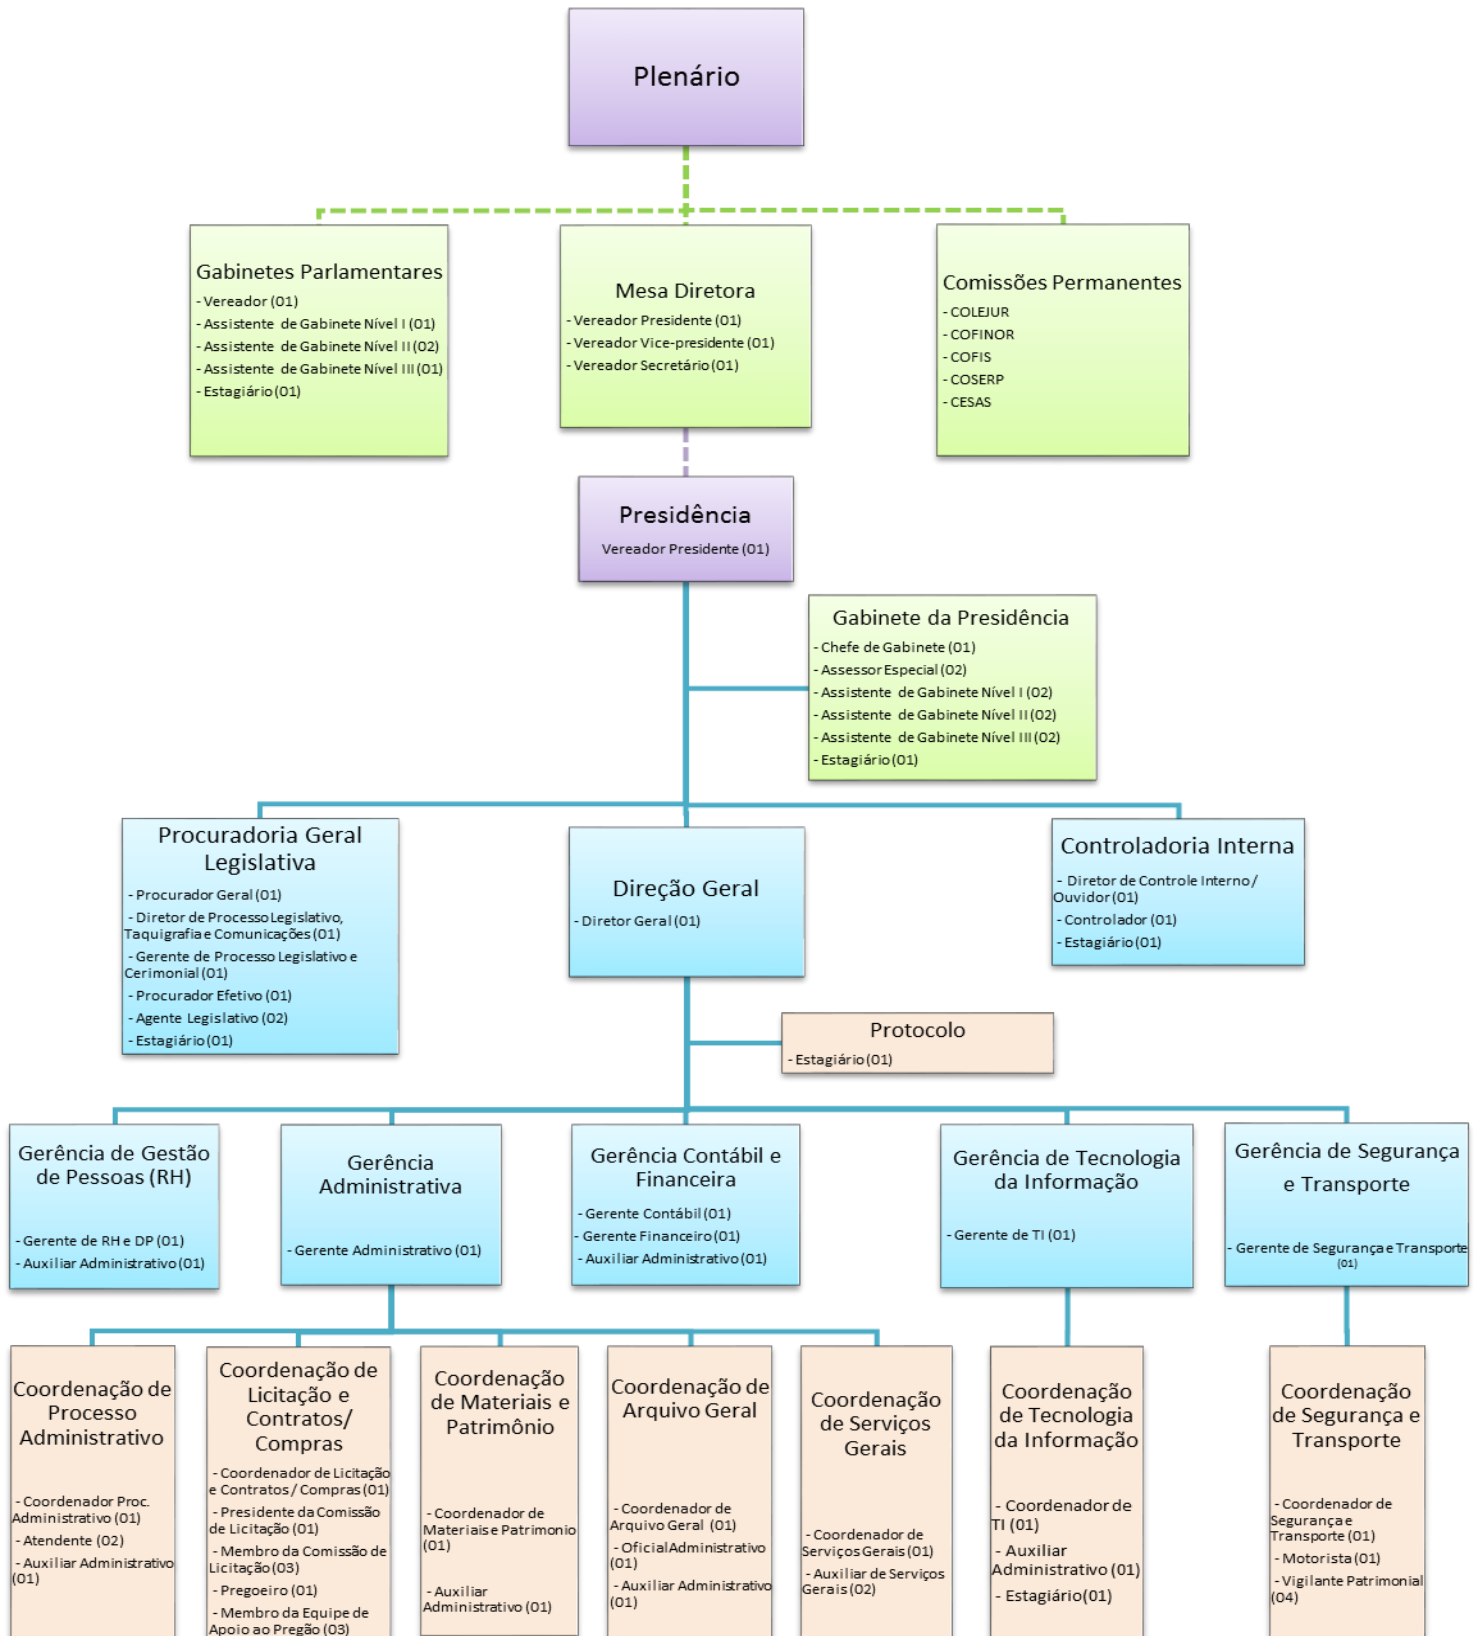 Plenário
Gabinetes Parlamentares
- Vereador (01)
- Assistente de Gabinete Nível I (01)
- Assistente de Gabinete Nível II (02)
- Assistente de Gabinete Nível III (01)
- Estagiário (01)
Mesa Diretora
- Vereador Presidente (01)
- Vereador Vice-presidente (01)
- Vereador Secretário (01)
Comissões Permanentes
- COLEJUR
- COFINOR
- COFIS
- COSERP
- CESAS
Presidência
Vereador Presidente (01)
Gabinete da Presidência
- Chefe de Gabinete (01)
- Assessor Especial (02)
- Assistente de Gabinete Nível I (02)
- Assistente de Gabinete Nível II (02)
- Assistente de Gabinete Nível III (02)
- Estagiário (01)
Procuradoria Geral
Legislativa
- Procurador Geral (01)
- Diretor de Processo Legislativo,
Taquigrafia e Comunicações (01)
- Gerente de Processo Legislativo e
Cerimonial (01)
- Procurador Efetivo (01)
- Agente Legislativo (02)
- Estagiário (01)
Direção Geral
- Diretor Geral (01)
Controladoria Interna
- Diretor de Controle Interno /
Ouvidor (01)
- Controlador (01)
- Estagiário (01)
Protocolo
- Estagiário (01)
Gerência de Gestão
de Pessoas (RH)
- Gerente de RH e DP (01)
- Auxiliar Administrativo (01)
Gerência
Administrativa
- Gerente Administrativo (01)
Gerência Contábil e
Financeira
- Gerente Contábil (01)
- Gerente Financeiro (01)
- Auxiliar Administrativo (01)
Gerência de Tecnologia
da Informação
- Gerente de TI (01)
Gerência de Segurança
e Transporte
- Gerente de Segurança e Transporte
(01)
Coordenação de
Processo
Administrativo
- Coordenador Proc.
Administrativo (01)
- Atendente (02)
- Auxiliar Administrativo
(01)
Coordenação de
Licitação e
Contratos/
Compras
- Coordenador de Licitação
e Contratos / Compras (01)
- Presidente da Comissão
de Licitação (01)
- Membro da Comissão de
Licitação (03)
- Pregoeiro (01)
- Membro da Equipe de
Apoio ao Pregão (03)
Coordenação
de Materiais e
Patrimônio
- Coordenador de
Materiais e Patrimonio
(01)
- Auxiliar
Administrativo (01)
Coordenação de
Arquivo Geral
- Coordenador de
Arquivo Geral (01)
- Oficial Administrativo
(01)
- Auxiliar Administrativo
(01)
Coordenação
de Serviços
Gerais
- Coordenador de
Serviços Gerais (01)
- Auxiliar de Serviços
Gerais (02)
Coordenação
de Tecnologia
da Informação
- Coordenador de
TI (01)
- Auxiliar
Administrativo (01)
- Estagiário (01)
Coordenação
de Segurança e
Transporte
- Coordenador de
Segurança e
Transporte (01)
- Motorista (01)
- Vigilante Patrimonial
(04)